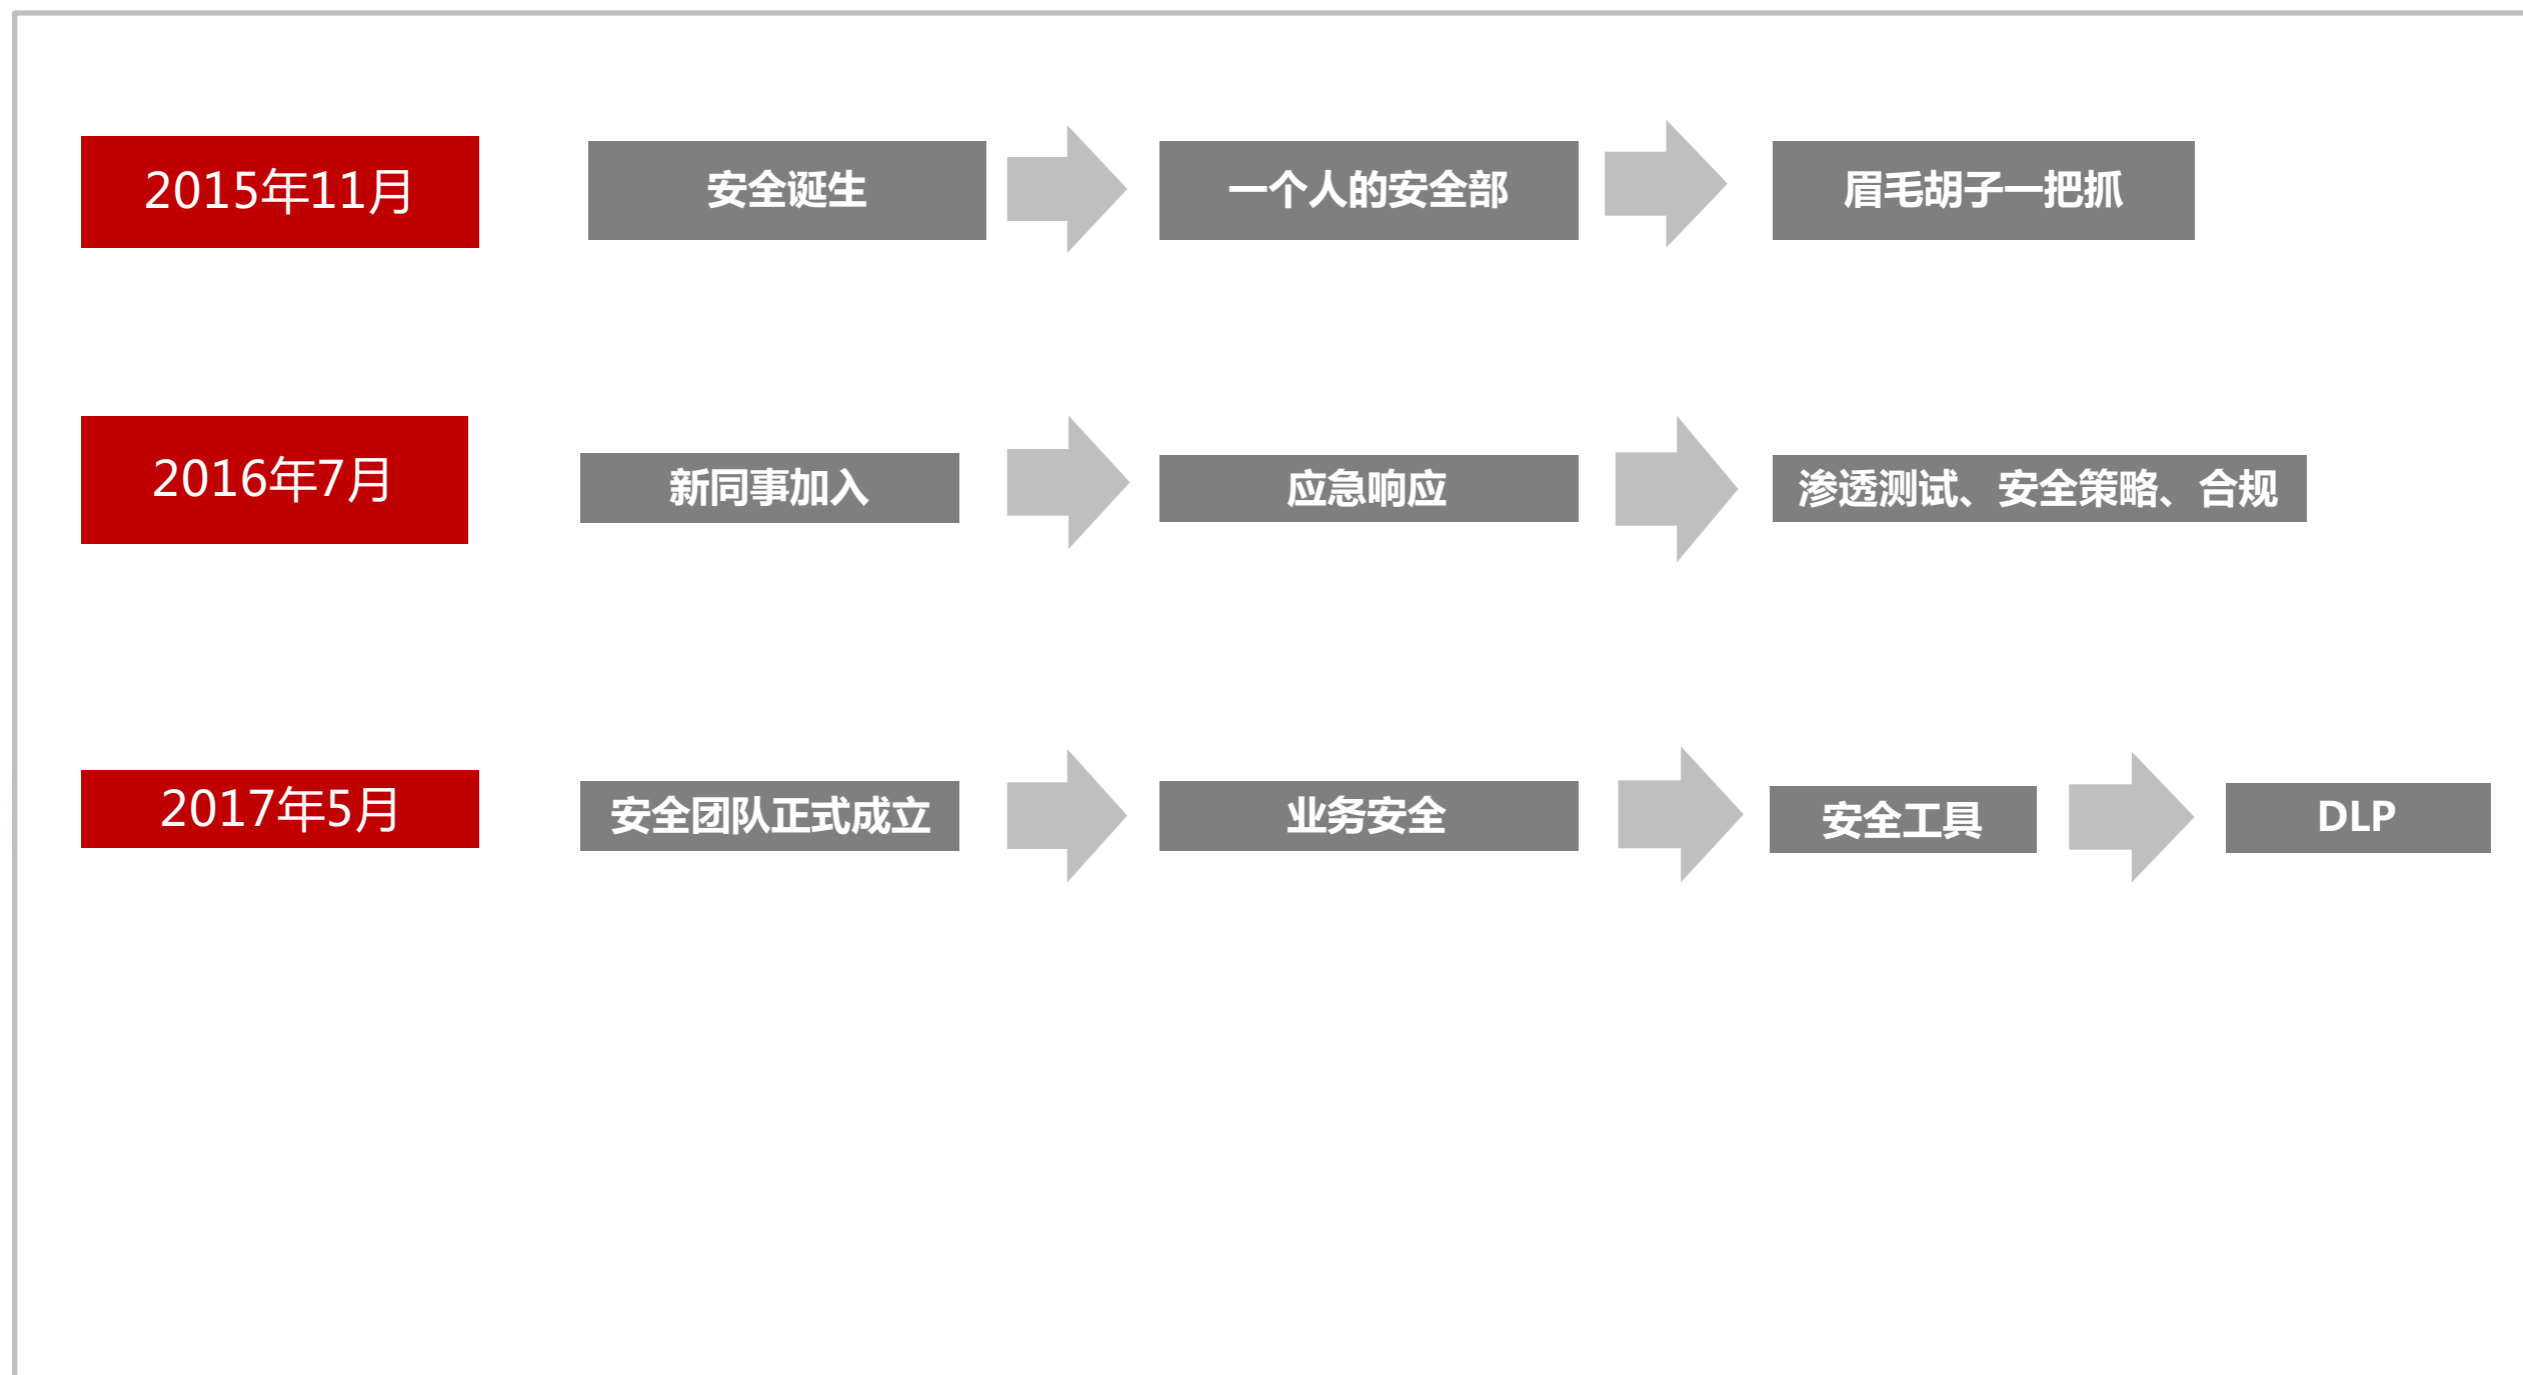 2015年11月
安全诞生
一个人的安全部
眉毛胡子一把抓
2016年7月
新同事加入
应急响应
渗透测试、安全策略、合规
2017年5月
安全团队正式成立
业务安全
安全工具
DLP